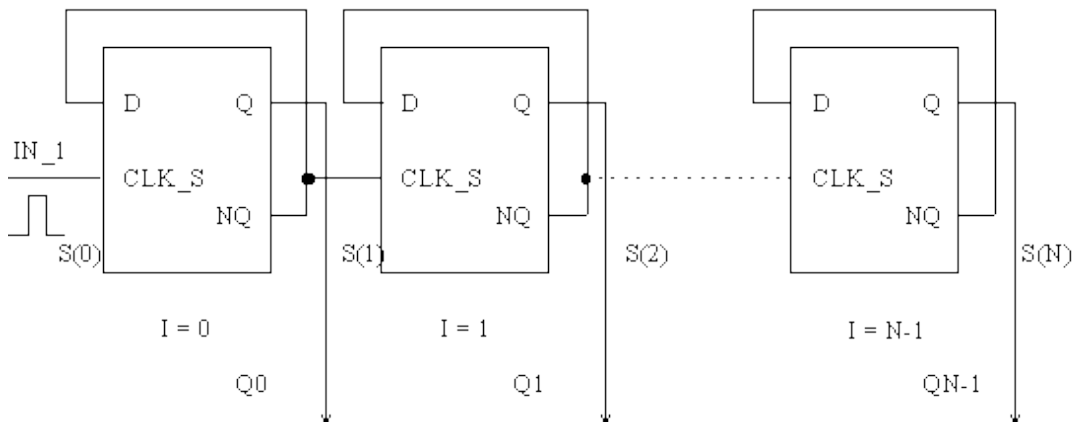 D Q D Q D Q
IN_1
CLK_S CLK_S CLK_S
NQ NQ NQ
S(0) S(1) S(2) S(N)
I = 0 I = 1 I = N-1
Q0 Q1 QN-1